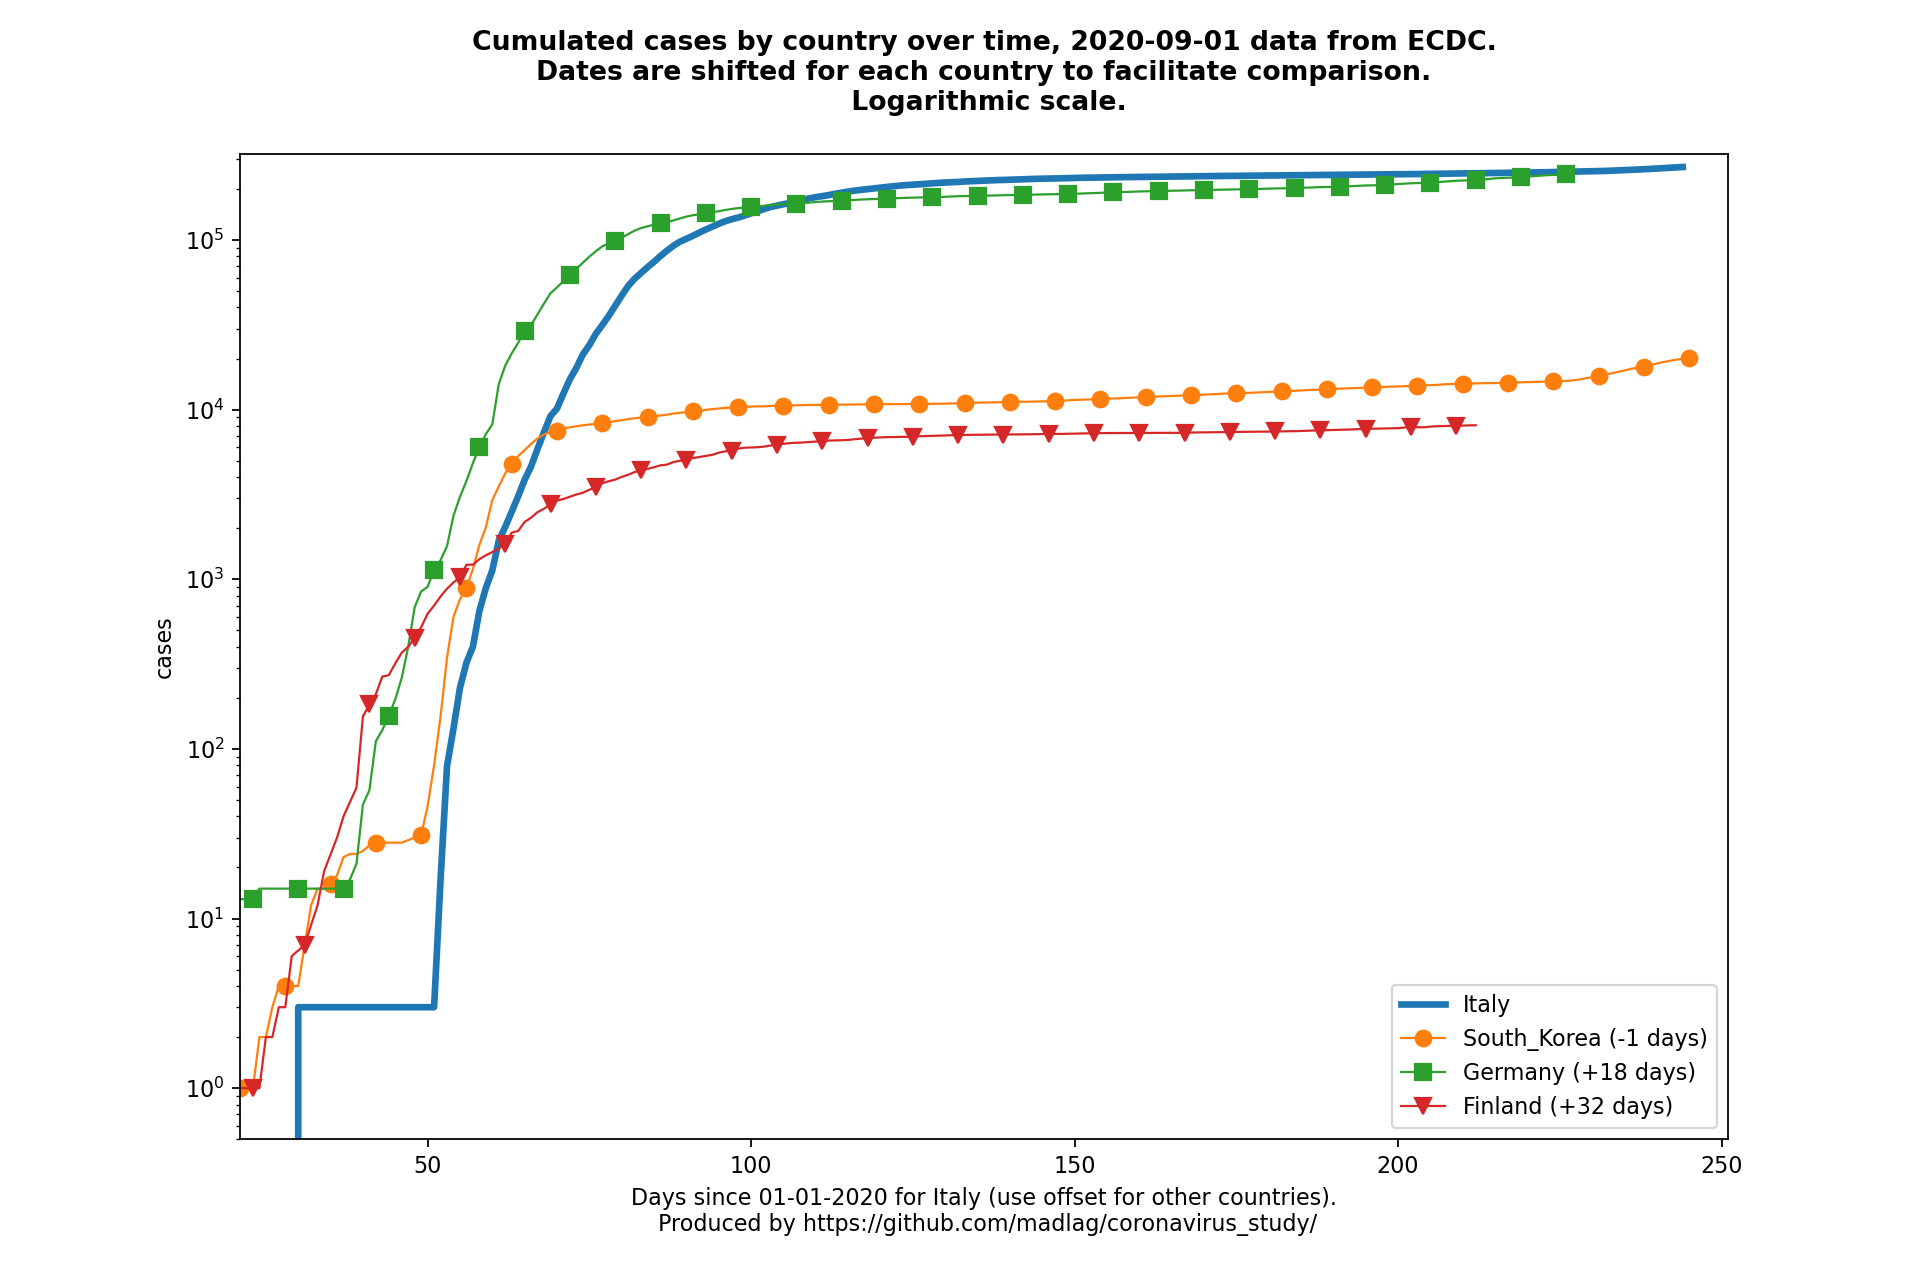 Cumulated cases by country over time, 2020-09-01 data from ECDC.
Dates are shifted for each country to facilitate comparison.
Logarithmic scale.
10^5
10^4
10^3
10^2
10^1
10^0
cases
Italy
South_Korea (-1 days)
Germany (+18 days)
Finland (+32 days)
50 100 150 200 250
Days since 01-01-2020 for Italy (use offset for other countries).
Produced by https://github.com/madlag/coronavirus_study/